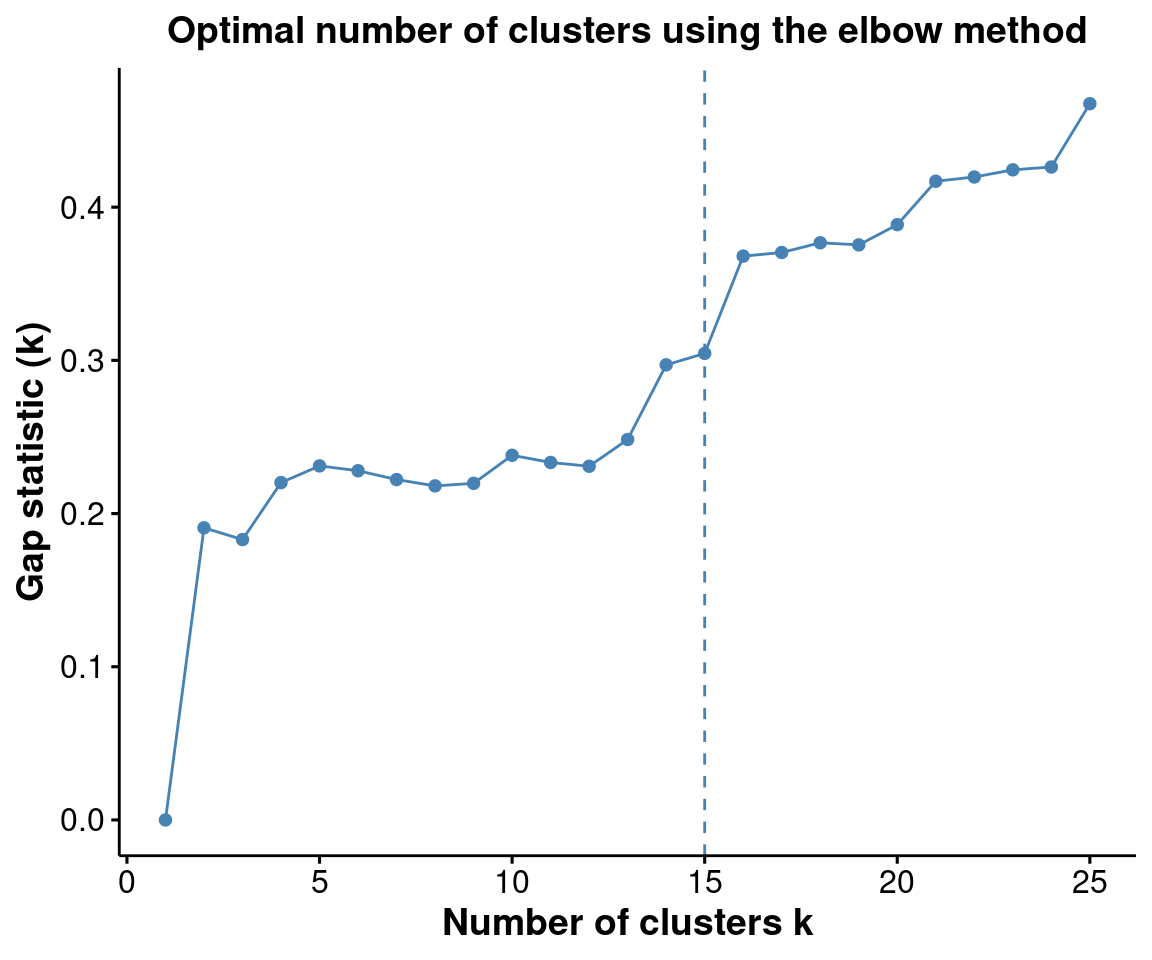 Optimal number of clusters using the elbow method
Gap statistic (k)
0.4
0.3
0.2
0.1
0.0
0 5 10 15 20 25
Number of clusters k